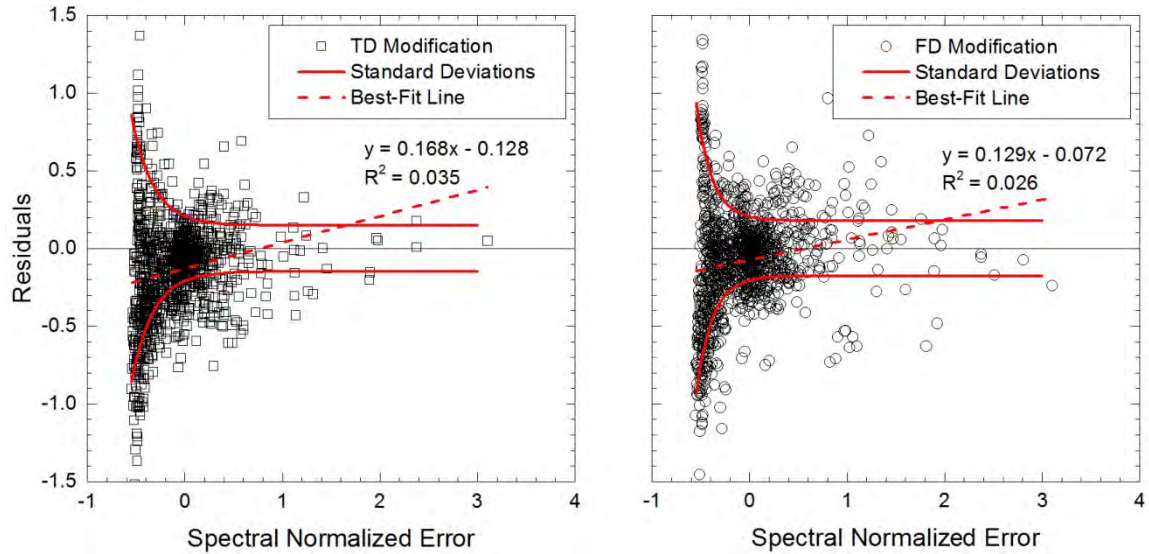 1.5
1.0
0.5
0.0
-0.5
-1.0
-1.5
Residuals
TD Modification
Standard Deviations
Best-Fit Line
y = 0.168x - 0.128
R² = 0.035
-1 0 1 2 3 4
Spectral Normalized Error
FD Modification
Standard Deviations
Best-Fit Line
y = 0.129x - 0.072
R² = 0.026
-1 0 1 2 3 4
Spectral Normalized Error